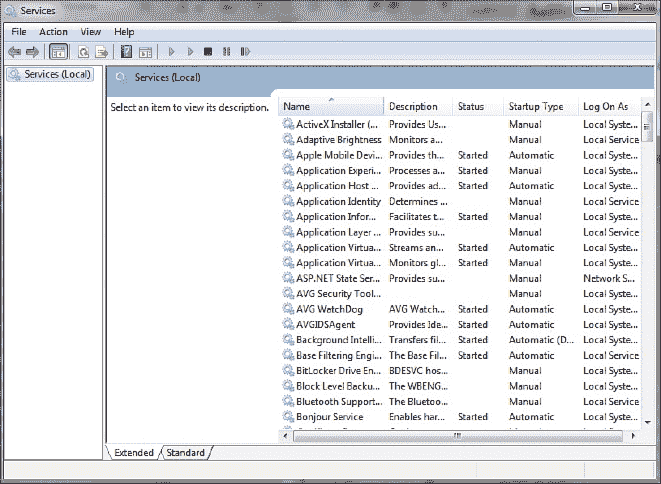 Services
File Action View Help
Services (Local)
Services (Local)
Select an item to view its description.
Name Description Status Startup Type Log On As
ActiveX Installer (... Provides Us... Manual Local Syste...
Adaptive Brightness Monitors a... Manual Local Service
Apple Mobile Devi... Provides th... Started Automatic Local Syste...
Application Experi... Processes a... Started Manual Local Syste...
Application Host ... Provides ad... Started Automatic Local Syste...
Application Identity Determines ... Manual Local Service
Application Infor... Facilitates t... Started Manual Local Syste...
Application Layer ... Provides su... Manual Local Service
Application Virtua... Streams an... Started Automatic Local Syste...
Application Virtua... Monitors gl... Started Manual Local Syste...
ASP.NET State Ser... Provides su... Manual Network S...
AVG Security Tool... Manual Local Syste...
AVG WatchDog AVG Watch... Started Automatic Local Syste...
AVGIDSAgent Provides Ide... Started Automatic Local Syste...
Background Intelli... Transfers fil... Started Automatic (D... Local Syste...
Base Filtering Engi... The Base Fil... Started Automatic Local Service
BitLocker Drive En... BDESVC hos... Manual Local Syste...
Block Level Backu... The WBENG... Manual Local Syste...
Bluetooth Support... The Bluetoo... Manual Local Service
Bonjour Service Enables har... Started Automatic Local Syste...
Extended Standard